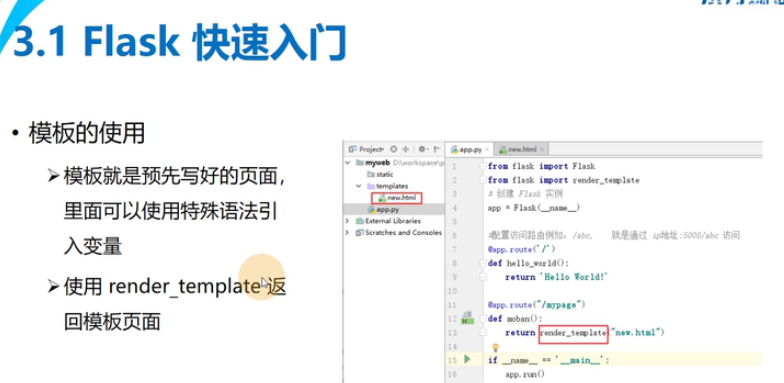 3.1 Flask 快速入门
• 模板的使用
➢模板就是预先写好的页面，
里面可以使用特殊语法引
入变量
➢使用 render_template 返
回模板页面
Project
myweb D:\workspace\p
static
templates
new.html
app.py
External Libraries
Scratches and Consoles
app.py × new.html ×
1 from flask import Flask
2 from flask import render_template
3 # 创建 Flask 实例
4 app = Flask(__name__)
5
6 #配置访问路由例如：/abc, 就是通过 ip地址:5000/abc 访问
7 @app.route('/')
8 def hello_world():
9 return 'Hello World!'
10
11 @app.route("/mypage")
12 def moban():
13 return render_template("new.html")
14
15 if __name__ == '__main__':
16 app.run()